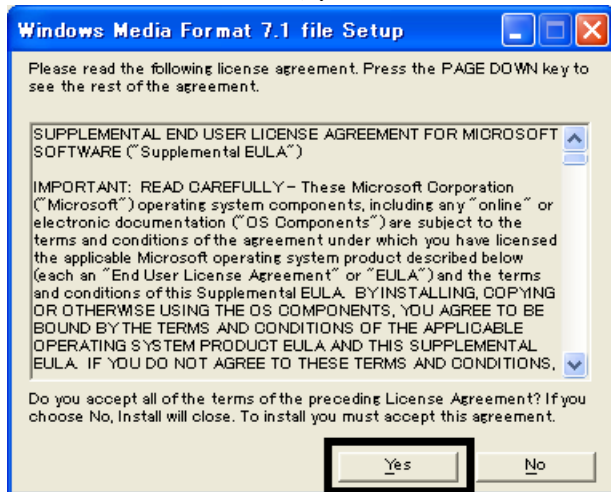 Windows Media Format 7.1 file Setup
Please read the following license agreement. Press the PAGE DOWN key to
see the rest of the agreement.
SUPPLEMENTAL END USER LICENSE AGREEMENT FOR MICROSOFT
SOFTWARE ("Supplemental EULA")
IMPORTANT: READ CAREFULLY - These Microsoft Corporation
("Microsoft") operating system components, including any "online" or
electronic documentation ("OS Components") are subject to the
terms and conditions of the agreement under which you have licensed
the applicable Microsoft operating system product described below
(each an "End User License Agreement" or "EULA") and the terms
and conditions of this Supplemental EULA. BY INSTALLING, COPYING
OR OTHERWISE USING THE OS COMPONENTS, YOU AGREE TO BE
BOUND BY THE TERMS AND CONDITIONS OF THE APPLICABLE
OPERATING SYSTEM PRODUCT EULA AND THIS SUPPLEMENTAL
EULA. IF YOU DO NOT AGREE TO THESE TERMS AND CONDITIONS,
Do you accept all of the terms of the preceding License Agreement? If you
choose No, Install will close. To install you must accept this agreement.
Yes No